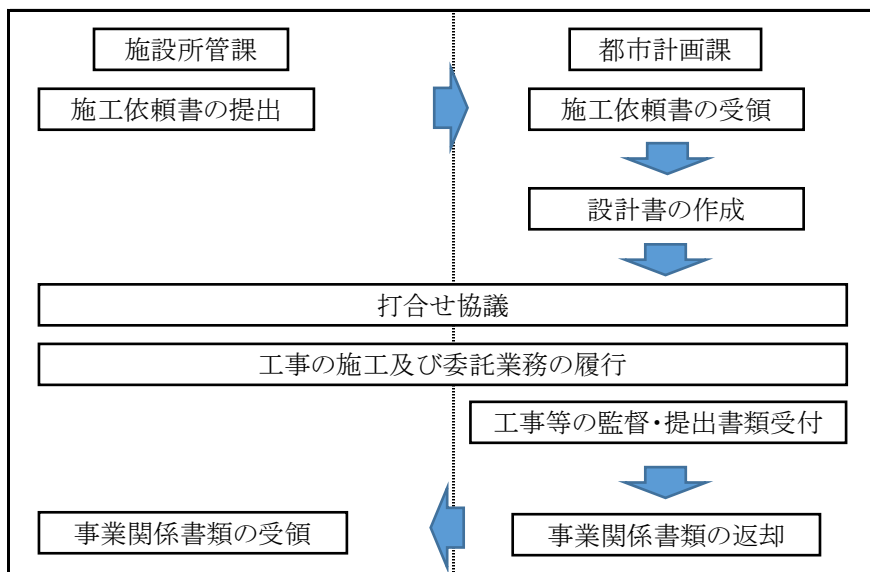 施設所管課
都市計画課
施工依頼書の提出
施工依頼書の受領
設計書の作成
打合せ協議
工事の施工及び委託業務の履行
工事等の監督・提出書類受付
事業関係書類の受領
事業関係書類の返却